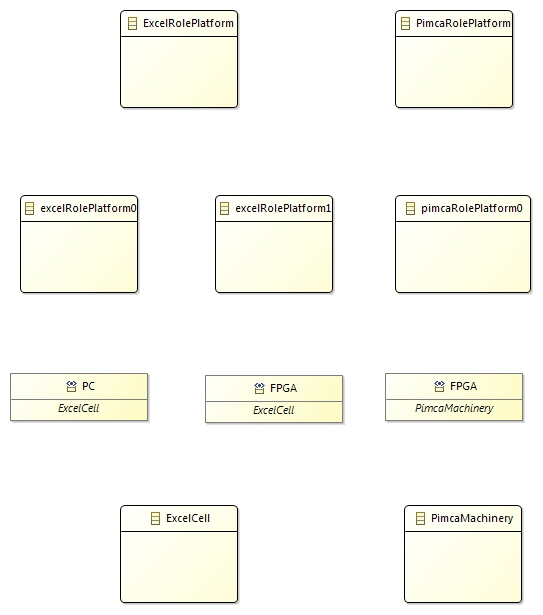 ExcelRolePlatform
PimcaRolePlatform
excelRolePlatform0
excelRolePlatform1
pimcaRolePlatform0
PC
ExcelCell
FPGA
ExcelCell
FPGA
PimcaMachinery
ExcelCell
PimcaMachinery